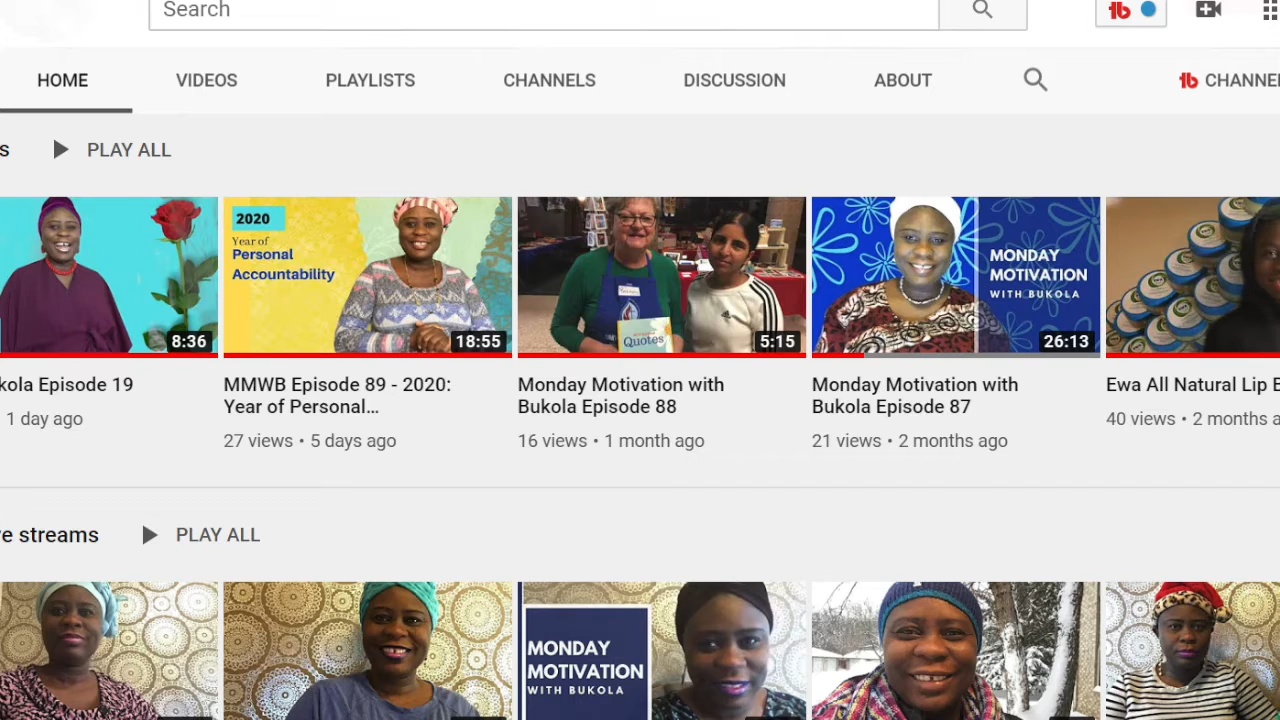 Search
HOME
VIDEOS
PLAYLISTS
CHANNELS
DISCUSSION
ABOUT
CHANNEL
s
PLAY ALL
8:36
2020
Year of
Personal
Accountability
18:55
Quotes
5:15
MONDAY
MOTIVATION
WITH BUKOLA
26:13
kola Episode 19
1 day ago
MMWB Episode 89 - 2020:
Year of Personal...
27 views • 5 days ago
Monday Motivation with
Bukola Episode 88
16 views • 1 month ago
Monday Motivation with
Bukola Episode 87
21 views • 2 months ago
Ewa All Natural Lip
40 views • 2 months a
e streams
PLAY ALL
MONDAY
MOTIVATION
WITH BUKOLA